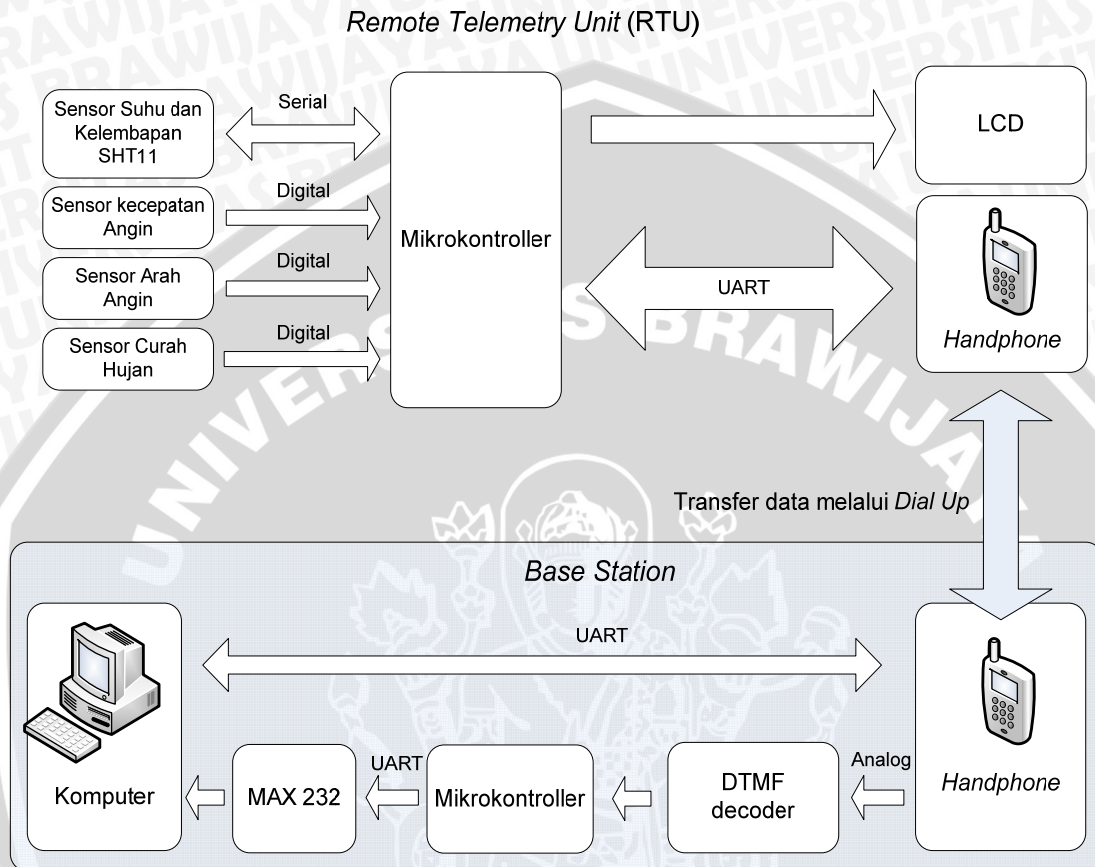 Remote Telemetry Unit (RTU)
Sensor Suhu dan
Kelembapan
SHT11
Serial
Sensor kecepatan
Angin
Digital
Sensor Arah
Angin
Digital
Sensor Curah
Hujan
Digital
Mikrokontroller
LCD
UART
Handphone
Transfer data melalui Dial Up
Base Station
Komputer
UART
Handphone
MAX 232
UART
Mikrokontroller
DTMF
decoder
Analog
UNIVERSITAS BRAWIJAYA